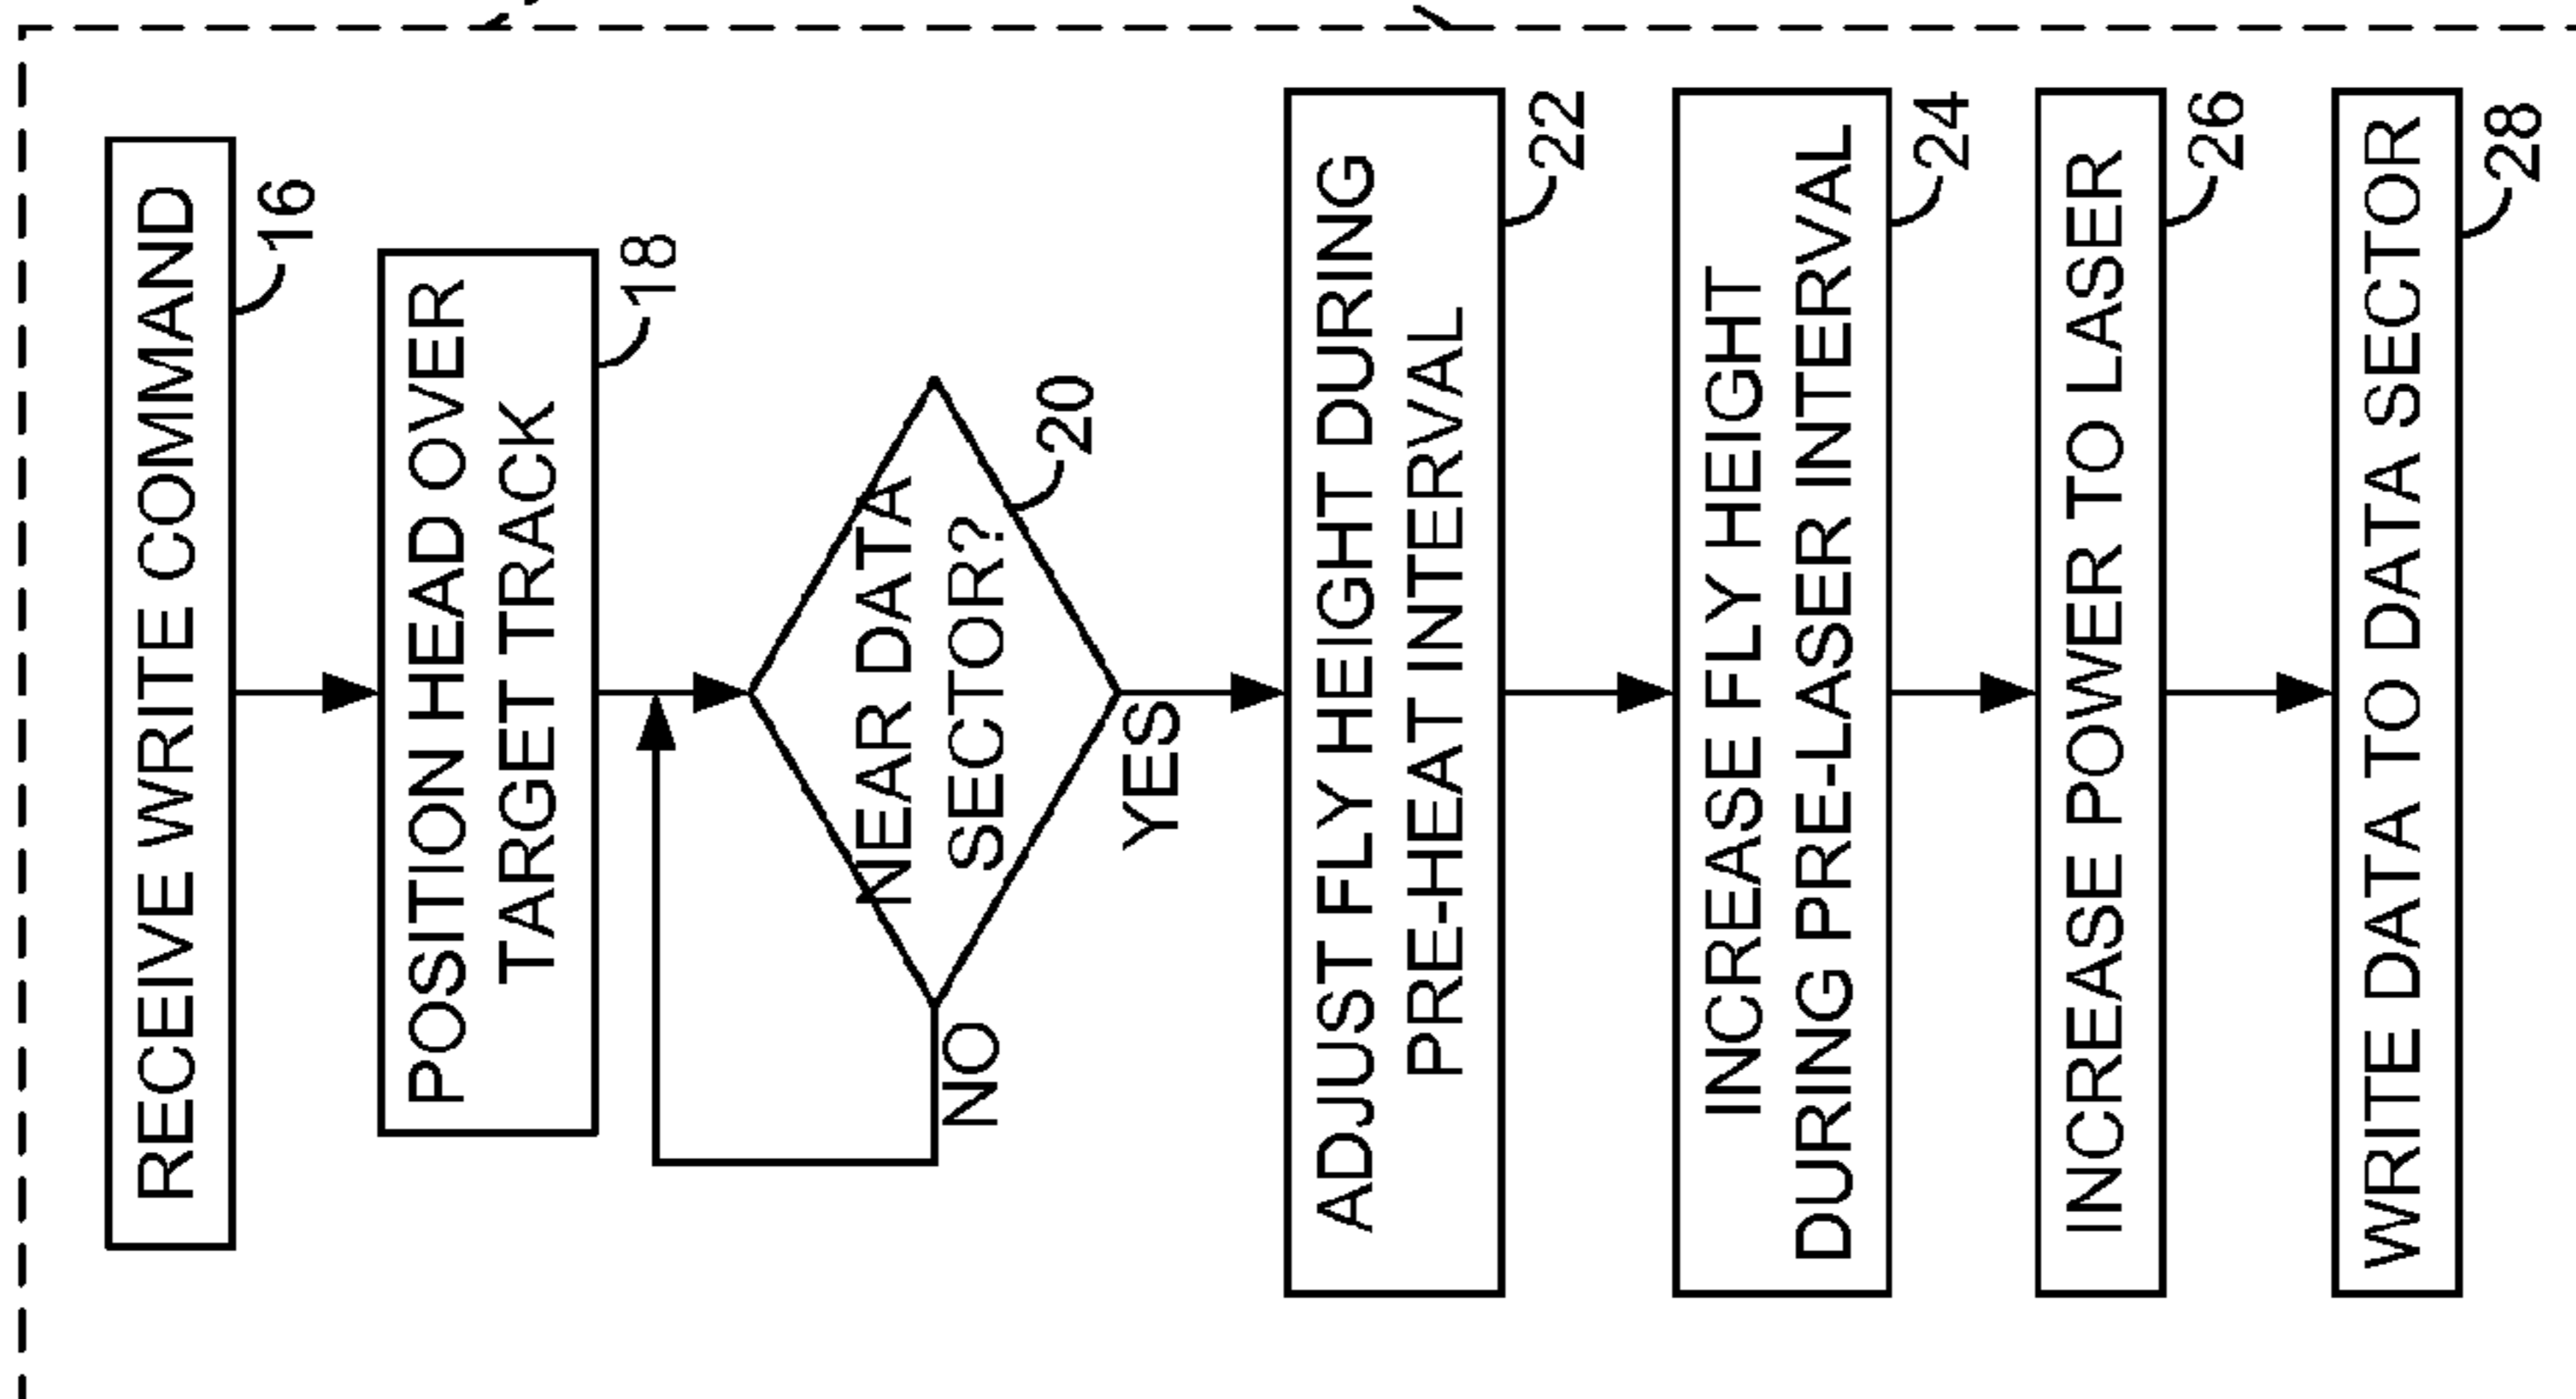 RECEIVE WRITE COMMAND
16
POSITION HEAD OVER
TARGET TRACK
18
NEAR DATA
SECTOR?
20
NO
YES
ADJUST FLY HEIGHT DURING
PRE-HEAT INTERVAL
22
INCREASE FLY HEIGHT
DURING PRE-LASER INTERVAL
24
INCREASE POWER TO LASER
26
WRITE DATA TO DATA SECTOR
28